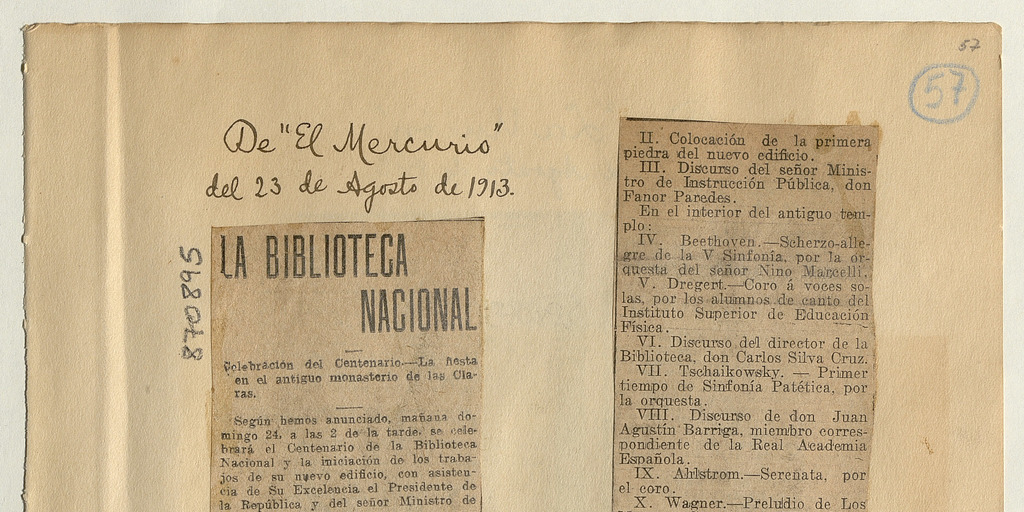 57
57
De "El Mercurio"
del 23 de Agosto de 1913.
870895
LA BIBLIOTECA
NACIONAL
Celebración del Centenario.—La fiesta
en el antiguo monasterio de las Cla-
ras.
Según hemos anunciado, mañana do-
mingo 24, a las 2 de la tarde, se cele-
brará el Centenario de la Biblioteca
Nacional y la iniciación de los traba-
jos de su nuevo edificio, con asisten-
cia de Su Excelencia el Presidente de
la República y del señor Ministro de
II. Colocación de la primera
piedra del nuevo edificio.
III. Discurso del señor Minis-
tro de Instrucción Pública, don
Fanor Paredes.
En el interior del antiguo tem-
plo:
IV. Beethoven.—Scherzo-alle-
gre de la V Sinfonía, por la or-
questa del señor Nino Marcelli.
V. Dregert.—Coro á voces so-
las, por los alumnos de canto del
Instituto Superior de Educación
Física.
VI. Discurso del director de la
Biblioteca, don Carlos Silva Cruz.
VII. Tschaikowsky. — Primer
tiempo de Sinfonía Patética, por
la orquesta.
VIII. Discurso de don Juan
Agustín Barriga, miembro corres-
pondiente de la Real Academia
Española.
IX. Ahlstrom.—Serenata, por
el coro.
X. Wagner.—Preludio de Los